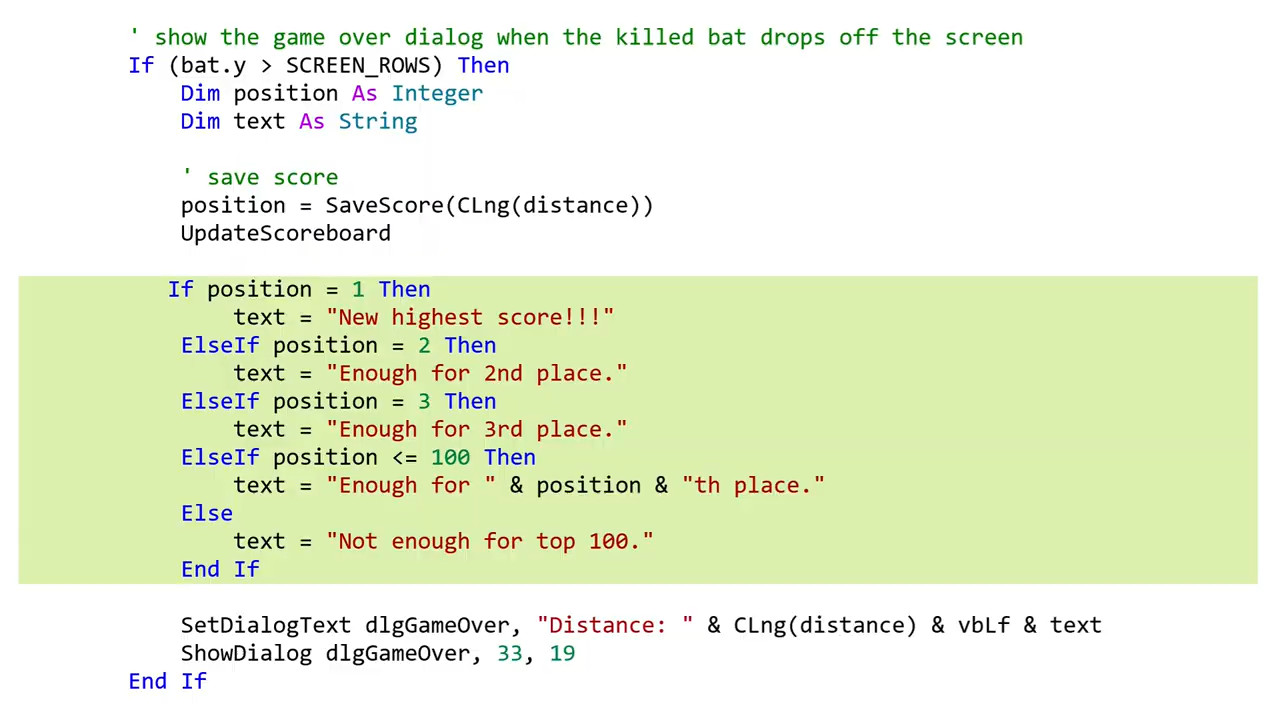 ' show the game over dialog when the killed bat drops off the screen
If (bat.y > SCREEN_ROWS) Then
Dim position As Integer
Dim text As String
' save score
position = SaveScore(CLng(distance))
UpdateScoreboard
If position = 1 Then
text = "New highest score!!!"
ElseIf position = 2 Then
text = "Enough for 2nd place."
ElseIf position = 3 Then
text = "Enough for 3rd place."
ElseIf position <= 100 Then
text = "Enough for " & position & "th place."
Else
text = "Not enough for top 100."
End If
SetDialogText dlgGameOver, "Distance: " & CLng(distance) & vbLf & text
ShowDialog dlgGameOver, 33, 19
End If